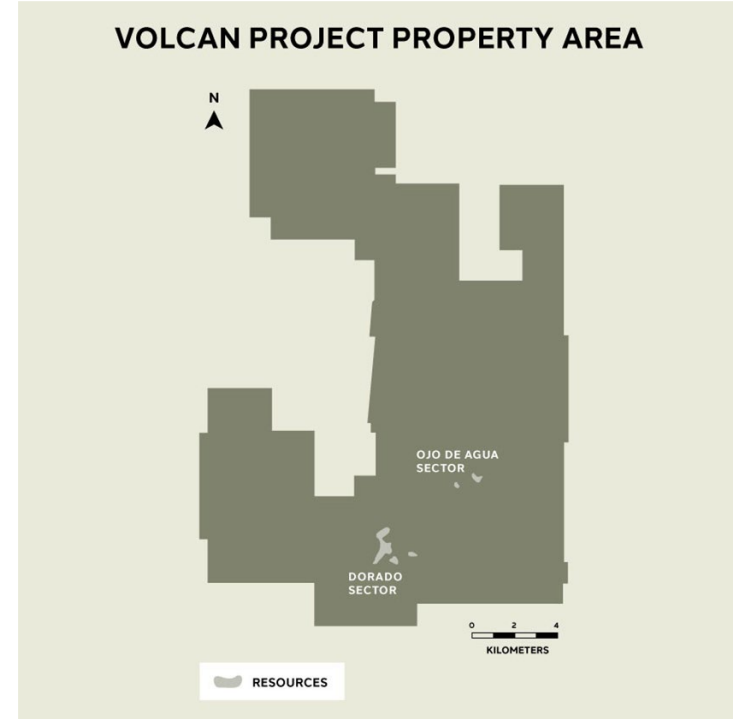 VOLCAN PROJECT PROPERTY AREA
N
OJO DE AGUA
SECTOR
DORADO
SECTOR
0 2 4
KILOMETERS
RESOURCES